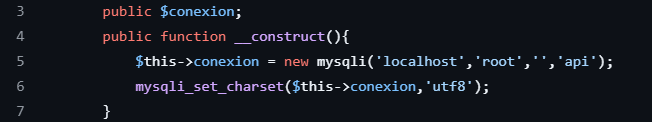 3 public $conexion;
4 public function __construct(){
5 $this->conexion = new mysqli('localhost','root','','api');
6 mysqli_set_charset($this->conexion,'utf8');
7 }